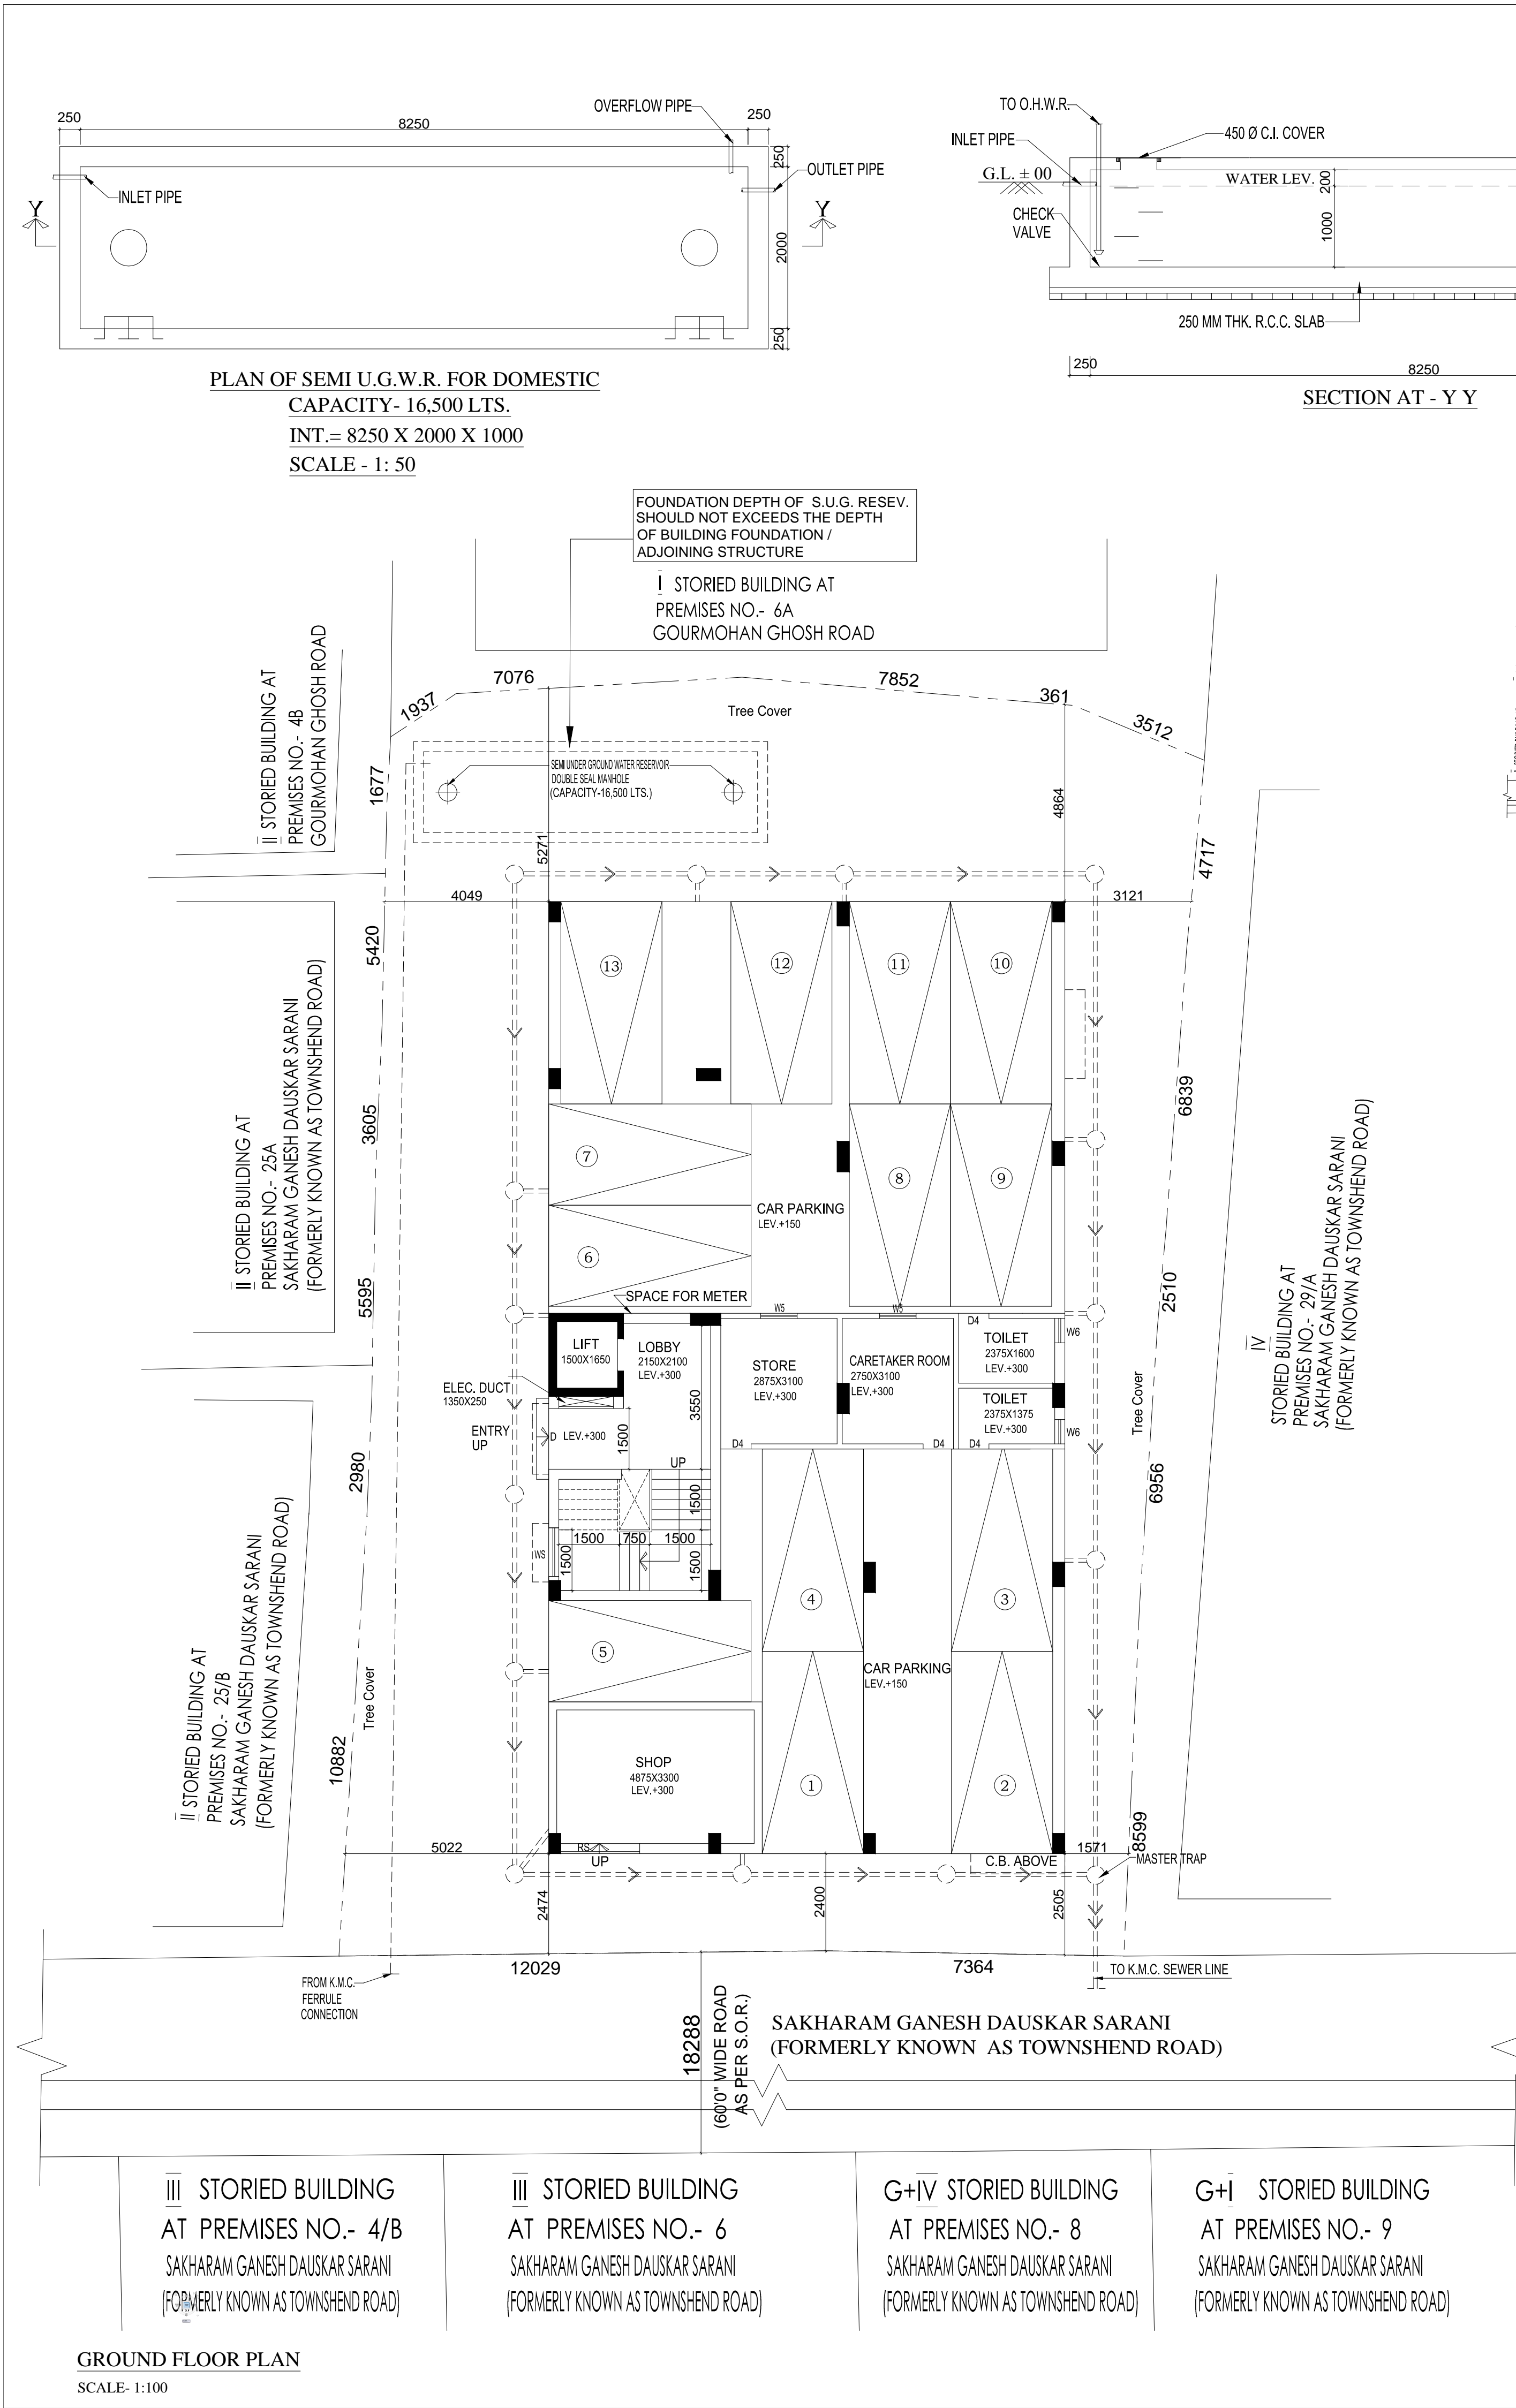 250
8250
OVERFLOW PIPE
250
250
OUTLET PIPE
INLET PIPE
Y
Y
2000
250
PLAN OF SEMI U.G.W.R. FOR DOMESTIC
CAPACITY- 16,500 LTS.
INT.= 8250 X 2000 X 1000
SCALE - 1: 50
TO O.H.W.R.
INLET PIPE
450 Ø C.I. COVER
G.L. ± 00
WATER LEV.
200
CHECK
VALVE
1000
250 MM THK. R.C.C. SLAB
250
8250
SECTION AT - Y Y
FOUNDATION DEPTH OF S.U.G. RESEV.
SHOULD NOT EXCEEDS THE DEPTH
OF BUILDING FOUNDATION /
ADJOINING STRUCTURE
I STORIED BUILDING AT
PREMISES NO.- 6A
GOURMOHAN GHOSH ROAD
II STORIED BUILDING AT
PREMISES NO.- 4B
GOURMOHAN GHOSH ROAD
1937
7076
7852
361
3512
Tree Cover
1677
SEMI UNDER GROUND WATER RESERVOIR
DOUBLE SEAL MANHOLE
(CAPACITY-16,500 LTS.)
4864
5271
4717
4049
3121
5420
13
12
11
10
II STORIED BUILDING AT
PREMISES NO.- 25A
SAKHARAM GANESH DAUSKAR SARANI
(FORMERLY KNOWN AS TOWNSHEND ROAD)
3605
6839
7
8
9
CAR PARKING
LEV.+150
6
5595
2510
SPACE FOR METER
W5
W5
D4
W6
LIFT
1500X1650
LOBBY
2150X2100
LEV.+300
STORE
2875X3100
LEV.+300
CARETAKER ROOM
2750X3100
LEV.+300
TOILET
2375X1600
LEV.+300
TOILET
2375X1375
LEV.+300
IV
STORIED BUILDING AT
PREMISES NO.- 29/A
SAKHARAM GANESH DAUSKAR SARANI
(FORMERLY KNOWN AS TOWNSHEND ROAD)
ELEC. DUCT
1350X250
3550
ENTRY
UP
D
LEV.+300
1500
D4
D4
D4
W6
Tree Cover
UP
2980
1500
6956
1500
750
1500
WS
1500
1500
II STORIED BUILDING AT
PREMISES NO.- 25/B
SAKHARAM GANESH DAUSKAR SARANI
(FORMERLY KNOWN AS TOWNSHEND ROAD)
4
3
5
CAR PARKING
LEV.+150
Tree Cover
10882
SHOP
4875X3300
LEV.+300
1
2
8599
5022
RS
UP
C.B. ABOVE
1571
MASTER TRAP
2474
2400
2505
12029
7364
FROM K.M.C.
FERRULE
CONNECTION
TO K.M.C. SEWER LINE
18288
(60'0" WIDE ROAD
AS PER S.O.R.)
SAKHARAM GANESH DAUSKAR SARANI
(FORMERLY KNOWN AS TOWNSHEND ROAD)
III STORIED BUILDING
AT PREMISES NO.- 4/B
SAKHARAM GANESH DAUSKAR SARANI
(FORMERLY KNOWN AS TOWNSHEND ROAD)
III STORIED BUILDING
AT PREMISES NO.- 6
SAKHARAM GANESH DAUSKAR SARANI
(FORMERLY KNOWN AS TOWNSHEND ROAD)
G+IV STORIED BUILDING
AT PREMISES NO.- 8
SAKHARAM GANESH DAUSKAR SARANI
(FORMERLY KNOWN AS TOWNSHEND ROAD)
G+I STORIED BUILDING
AT PREMISES NO.- 9
SAKHARAM GANESH DAUSKAR SARANI
(FORMERLY KNOWN AS TOWNSHEND ROAD)
GROUND FLOOR PLAN
SCALE- 1:100